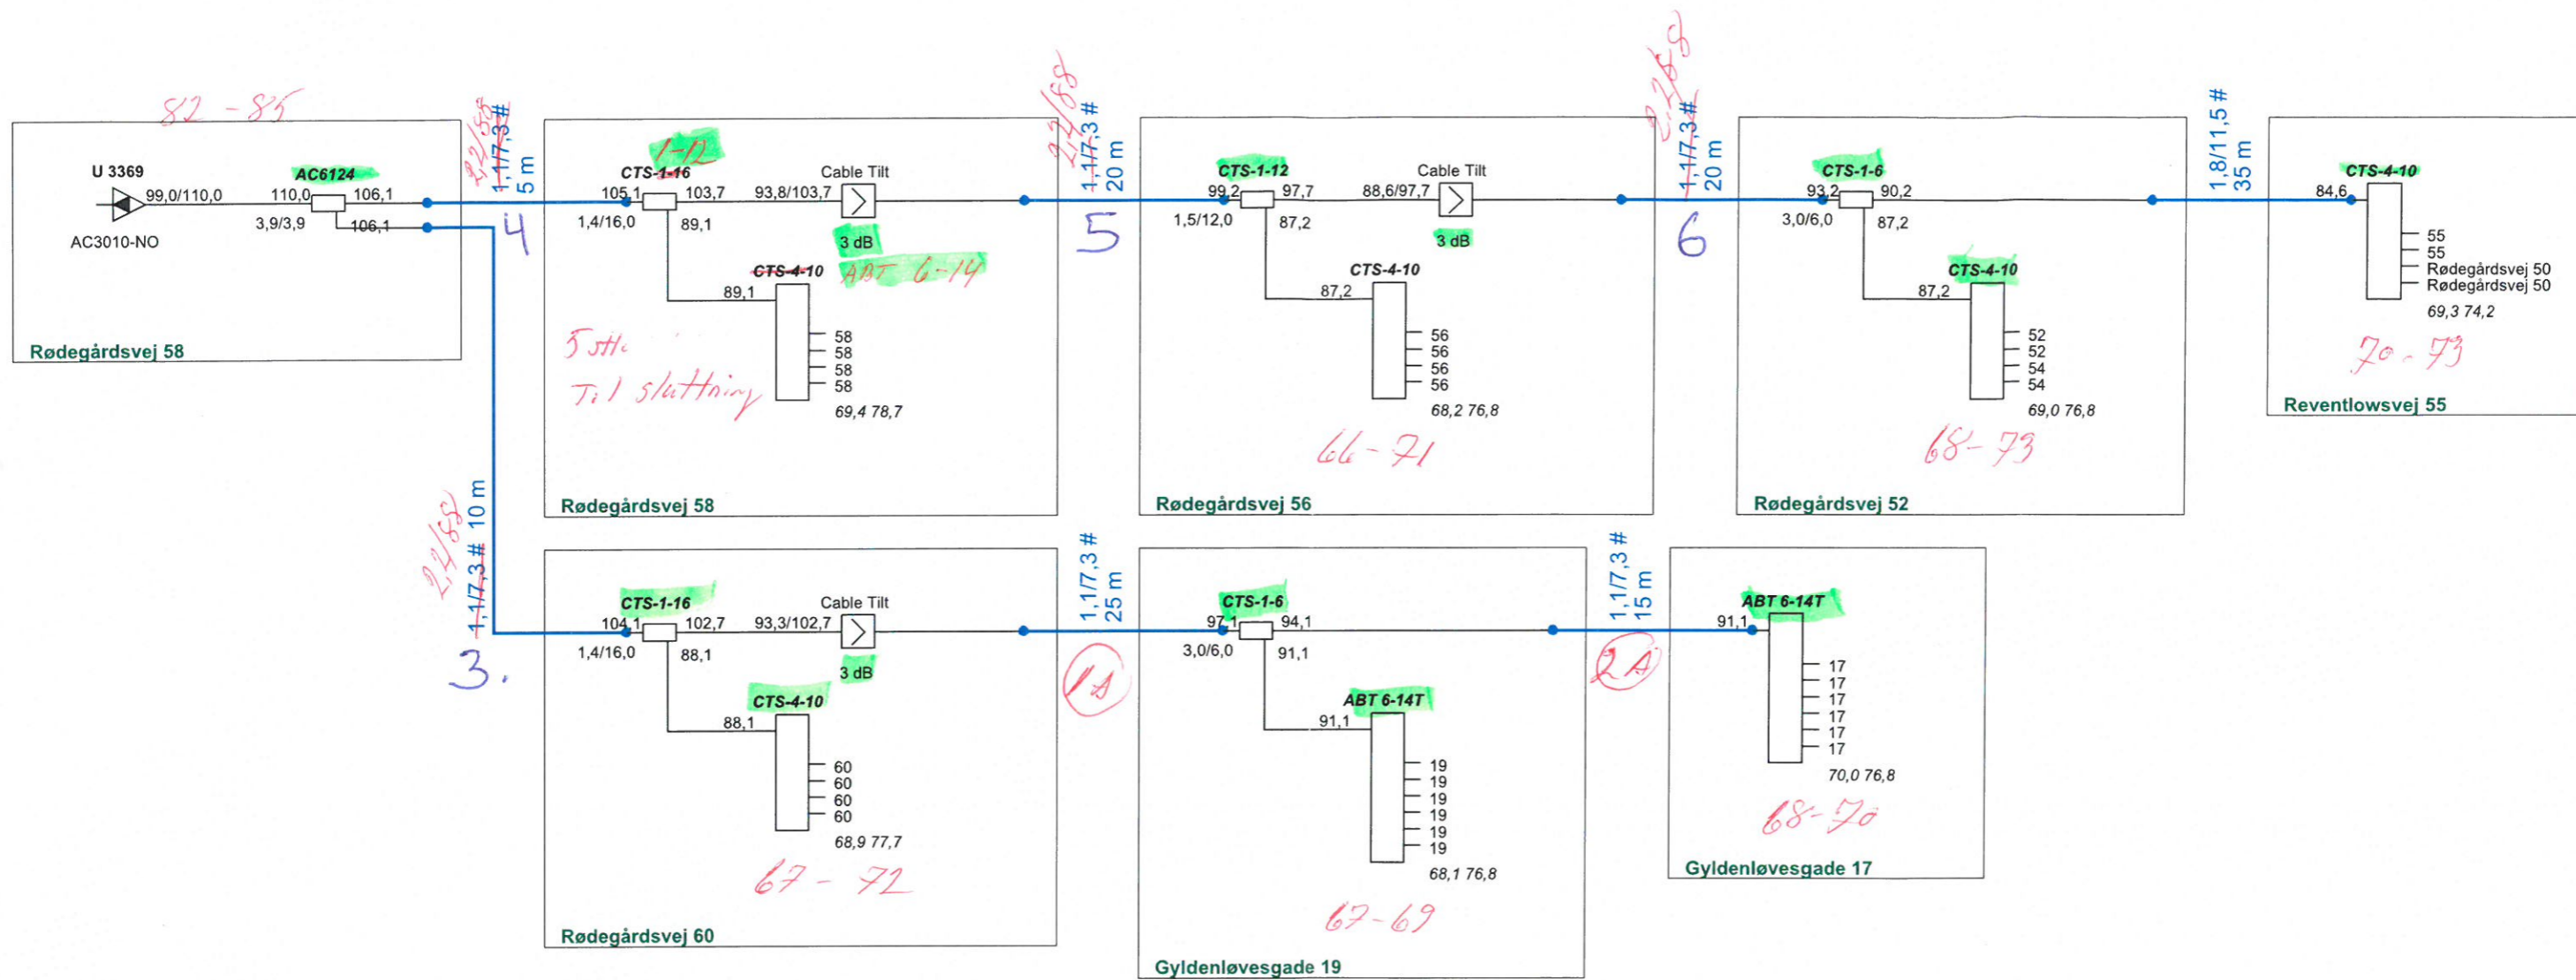 82 - 85
U 3369
99,0/110,0
AC3010-NO
AC6124
110,0
106,1
3,9/3,9
106,1
Rødegårdsvej 58
2,2/88
1,1/7,3 #
5 m
4
1-12
CTS-1-16
105,1
103,7
1,4/16,0
89,1
93,8/103,7
Cable Tilt
3 dB
ABT 6-14
CTS-4-10
89,1
58
58
58
58
69,4 78,7
5 stk.
Til sluttning
Rødegårdsvej 58
2,2/88
1,1/7,3 #
20 m
5
CTS-1-12
99,2
97,7
1,5/12,0
87,2
88,6/97,7
Cable Tilt
3 dB
CTS-4-10
87,2
56
56
56
56
68,2 76,8
66-71
Rødegårdsvej 56
1,1/7,3 #
20 m
6
CTS-1-6
93,2
90,2
3,0/6,0
87,2
CTS-4-10
87,2
52
52
54
54
69,0 76,8
68-73
Rødegårdsvej 52
1,8/11,5 #
35 m
CTS-4-10
84,6
55
55
Rødegårdsvej 50
Rødegårdsvej 50
69,3 74,2
70-73
Reventlowsvej 55
2,2/88
1,1/7,3 # 10 m
3.
CTS-1-16
104,1
102,7
1,4/16,0
88,1
93,3/102,7
Cable Tilt
3 dB
CTS-4-10
88,1
60
60
60
60
68,9 77,7
67 - 72
Rødegårdsvej 60
1,1/7,3 #
25 m
1A
CTS-1-6
97,1
94,1
3,0/6,0
91,1
ABT 6-14T
91,1
19
19
19
19
19
19
68,1 76,8
67-69
Gyldenløvesgade 19
1,1/7,3 #
15 m
2A
ABT 6-14T
91,1
17
17
17
17
17
17
70,0 76,8
68-70
Gyldenløvesgade 17